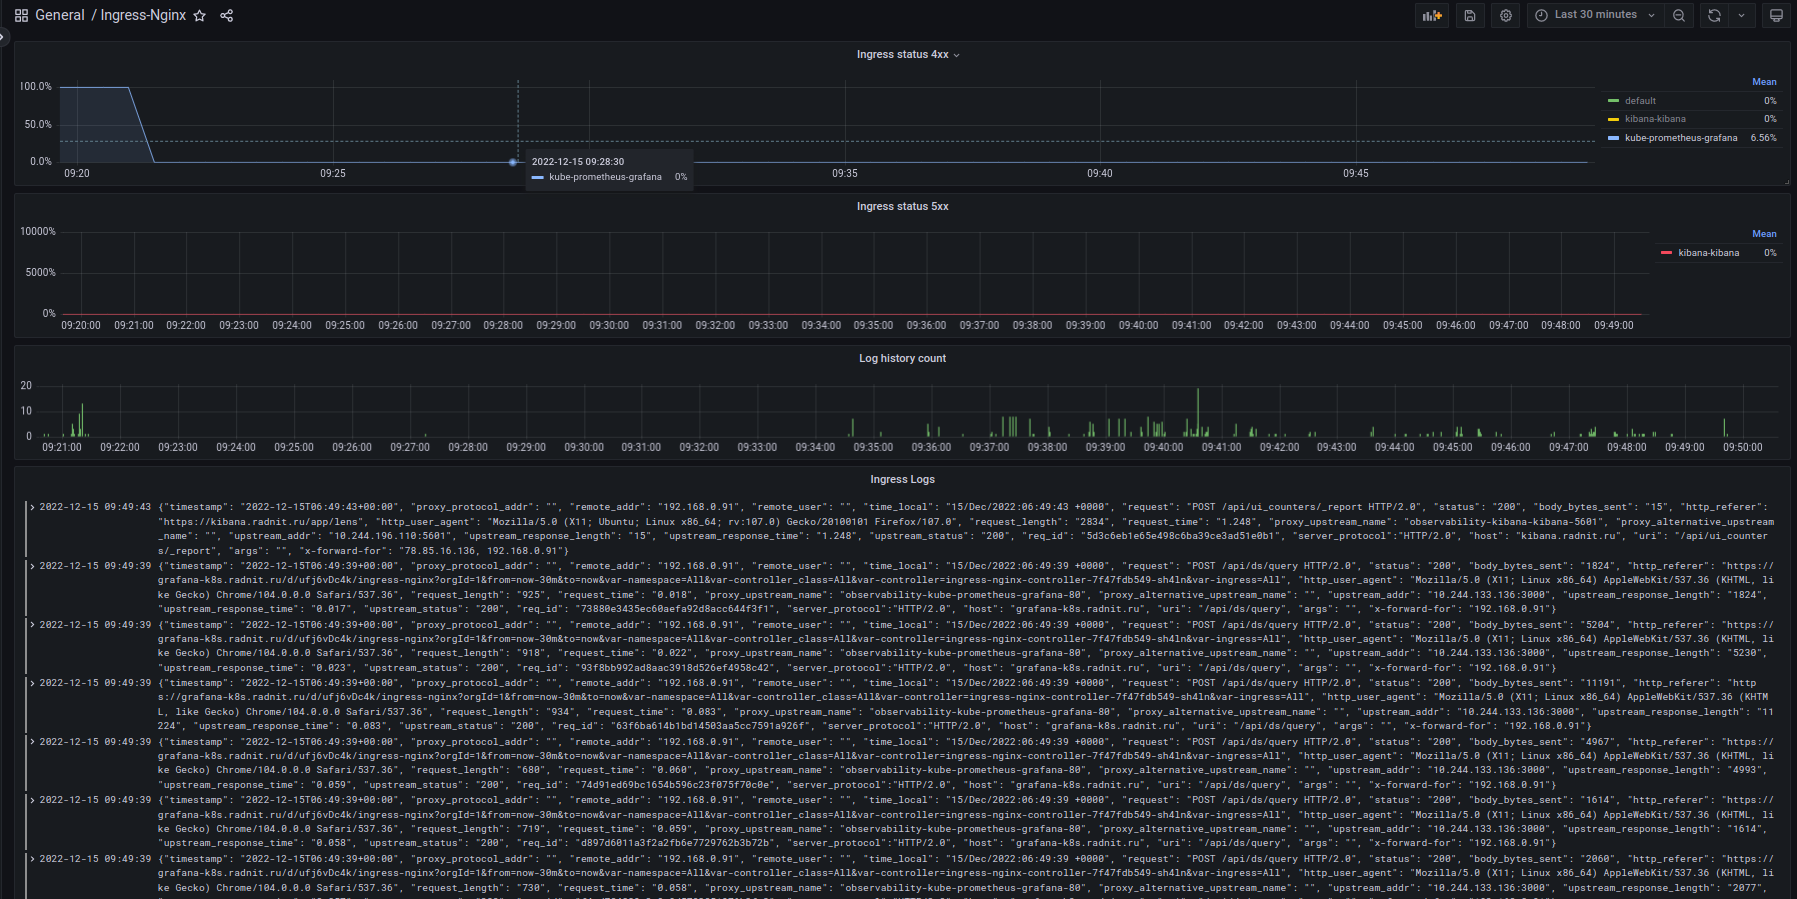 General / Ingress-Nginx
Last 30 minutes
Ingress status 4xx
100.0%
50.0%
0.0%
09:20
09:25
09:35
09:40
09:45
2022-12-15 09:28:30
kube-prometheus-grafana 0%
Mean
default 0%
kibana-kibana 0%
kube-prometheus-grafana 6.56%
Ingress status 5xx
10000%
5000%
0%
09:20:00 09:21:00 09:22:00 09:23:00 09:24:00 09:25:00 09:26:00 09:27:00 09:28:00 09:29:00 09:30:00 09:31:00 09:32:00 09:33:00 09:34:00 09:35:00 09:36:00 09:37:00 09:38:00 09:39:00 09:40:00 09:41:00 09:42:00 09:43:00 09:44:00 09:45:00 09:46:00 09:47:00 09:48:00 09:49:00
Mean
kibana-kibana 0%
Log history count
20
10
0
09:21:00 09:22:00 09:23:00 09:24:00 09:25:00 09:26:00 09:27:00 09:28:00 09:29:00 09:30:00 09:31:00 09:32:00 09:33:00 09:34:00 09:35:00 09:36:00 09:37:00 09:38:00 09:39:00 09:40:00 09:41:00 09:42:00 09:43:00 09:44:00 09:45:00 09:46:00 09:47:00 09:48:00 09:49:00 09:50:00
Ingress Logs
2022-12-15 09:49:43 {"timestamp": "2022-12-15T06:49:43+00:00", "proxy_protocol_addr": "", "remote_addr": "192.168.0.91", "remote_user": "", "time_local": "15/Dec/2022:06:49:43 +0000", "request": "POST /api/ui_counters/_report HTTP/2.0", "status": "200", "body_bytes_sent": "15", "http_referer":
"https://kibana.radnit.ru/app/lens", "http_user_agent": "Mozilla/5.0 (X11; Ubuntu; Linux x86_64; rv:107.0) Gecko/20100101 Firefox/107.0", "request_length": "2834", "request_time": "1.248", "proxy_upstream_name": "observability-kibana-kibana-5601", "proxy_alternative_upstream
_name": "", "upstream_addr": "10.244.196.110:5601", "upstream_response_length": "15", "upstream_response_time": "1.248", "upstream_status": "200", "req_id": "5d3c6eb1e65e498c6ba39ce3ad51e0b1", "server_protocol":"HTTP/2.0", "host": "kibana.radnit.ru", "uri": "/api/ui_counter
s/_report", "args": "", "x-forward-for": "78.85.16.136, 192.168.0.91"}
2022-12-15 09:49:39 {"timestamp": "2022-12-15T06:49:39+00:00", "proxy_protocol_addr": "", "remote_addr": "192.168.0.91", "remote_user": "", "time_local": "15/Dec/2022:06:49:39 +0000", "request": "POST /api/ds/query HTTP/2.0", "status": "200", "body_bytes_sent": "1824", "http_referer": "https://
grafana-k8s.radnit.ru/d/ufj6vDc4k/ingress-nginx?orgId=1&from=now-30m&to=now&var-namespace=All&var-controller_class=All&var-controller=ingress-nginx-controller-7f47fdb549-sh4ln&var-ingress=All", "http_user_agent": "Mozilla/5.0 (X11; Linux x86_64) AppleWebKit/537.36 (KHTML, li
ke Gecko) Chrome/104.0.0.0 Safari/537.36", "request_length": "925", "request_time": "0.018", "proxy_upstream_name": "observability-kube-prometheus-grafana-80", "proxy_alternative_upstream_name": "", "upstream_addr": "10.244.133.136:3000", "upstream_response_length": "1824",
"upstream_response_time": "0.017", "upstream_status": "200", "req_id": "73880e3435ec60aefa92d8acc644f3f1", "server_protocol":"HTTP/2.0", "host": "grafana-k8s.radnit.ru", "uri": "/api/ds/query", "args": "", "x-forward-for": "192.168.0.91"}
2022-12-15 09:49:39 {"timestamp": "2022-12-15T06:49:39+00:00", "proxy_protocol_addr": "", "remote_addr": "192.168.0.91", "remote_user": "", "time_local": "15/Dec/2022:06:49:39 +0000", "request": "POST /api/ds/query HTTP/2.0", "status": "200", "body_bytes_sent": "5204", "http_referer": "https://
grafana-k8s.radnit.ru/d/ufj6vDc4k/ingress-nginx?orgId=1&from=now-30m&to=now&var-namespace=All&var-controller_class=All&var-controller=ingress-nginx-controller-7f47fdb549-sh4ln&var-ingress=All", "http_user_agent": "Mozilla/5.0 (X11; Linux x86_64) AppleWebKit/537.36 (KHTML, li
ke Gecko) Chrome/104.0.0.0 Safari/537.36", "request_length": "918", "request_time": "0.022", "proxy_upstream_name": "observability-kube-prometheus-grafana-80", "proxy_alternative_upstream_name": "", "upstream_addr": "10.244.133.136:3000", "upstream_response_length": "5230",
"upstream_response_time": "0.023", "upstream_status": "200", "req_id": "93f8bb992ad8aac3918d526ef4958c42", "server_protocol":"HTTP/2.0", "host": "grafana-k8s.radnit.ru", "uri": "/api/ds/query", "args": "", "x-forward-for": "192.168.0.91"}
2022-12-15 09:49:39 {"timestamp": "2022-12-15T06:49:39+00:00", "proxy_protocol_addr": "", "remote_addr": "192.168.0.91", "remote_user": "", "time_local": "15/Dec/2022:06:49:39 +0000", "request": "POST /api/ds/query HTTP/2.0", "status": "200", "body_bytes_sent": "11191", "http_referer": "http
s://grafana-k8s.radnit.ru/d/ufj6vDc4k/ingress-nginx?orgId=1&from=now-30m&to=now&var-namespace=All&var-controller_class=All&var-controller=ingress-nginx-controller-7f47fdb549-sh4ln&var-ingress=All", "http_user_agent": "Mozilla/5.0 (X11; Linux x86_64) AppleWebKit/537.36 (KHTM
L, like Gecko) Chrome/104.0.0.0 Safari/537.36", "request_length": "934", "request_time": "0.083", "proxy_upstream_name": "observability-kube-prometheus-grafana-80", "proxy_alternative_upstream_name": "", "upstream_addr": "10.244.133.136:3000", "upstream_response_length": "11
224", "upstream_response_time": "0.083", "upstream_status": "200", "req_id": "63f6ba614b1bd14503aa5cc7591a926f", "server_protocol":"HTTP/2.0", "host": "grafana-k8s.radnit.ru", "uri": "/api/ds/query", "args": "", "x-forward-for": "192.168.0.91"}
2022-12-15 09:49:39 {"timestamp": "2022-12-15T06:49:39+00:00", "proxy_protocol_addr": "", "remote_addr": "192.168.0.91", "remote_user": "", "time_local": "15/Dec/2022:06:49:39 +0000", "request": "POST /api/ds/query HTTP/2.0", "status": "200", "body_bytes_sent": "4967", "http_referer": "https://
grafana-k8s.radnit.ru/d/ufj6vDc4k/ingress-nginx?orgId=1&from=now-30m&to=now&var-namespace=All&var-controller_class=All&var-controller=ingress-nginx-controller-7f47fdb549-sh4ln&var-ingress=All", "http_user_agent": "Mozilla/5.0 (X11; Linux x86_64) AppleWebKit/537.36 (KHTML, li
ke Gecko) Chrome/104.0.0.0 Safari/537.36", "request_length": "680", "request_time": "0.060", "proxy_upstream_name": "observability-kube-prometheus-grafana-80", "proxy_alternative_upstream_name": "", "upstream_addr": "10.244.133.136:3000", "upstream_response_length": "4993",
"upstream_response_time": "0.059", "upstream_status": "200", "req_id": "74d91ed69bc1654b596c23f075f70c0e", "server_protocol":"HTTP/2.0", "host": "grafana-k8s.radnit.ru", "uri": "/api/ds/query", "args": "", "x-forward-for": "192.168.0.91"}
2022-12-15 09:49:39 {"timestamp": "2022-12-15T06:49:39+00:00", "proxy_protocol_addr": "", "remote_addr": "192.168.0.91", "remote_user": "", "time_local": "15/Dec/2022:06:49:39 +0000", "request": "POST /api/ds/query HTTP/2.0", "status": "200", "body_bytes_sent": "1614", "http_referer": "https://
grafana-k8s.radnit.ru/d/ufj6vDc4k/ingress-nginx?orgId=1&from=now-30m&to=now&var-namespace=All&var-controller_class=All&var-controller=ingress-nginx-controller-7f47fdb549-sh4ln&var-ingress=All", "http_user_agent": "Mozilla/5.0 (X11; Linux x86_64) AppleWebKit/537.36 (KHTML, li
ke Gecko) Chrome/104.0.0.0 Safari/537.36", "request_length": "719", "request_time": "0.059", "proxy_upstream_name": "observability-kube-prometheus-grafana-80", "proxy_alternative_upstream_name": "", "upstream_addr": "10.244.133.136:3000", "upstream_response_length": "1614",
"upstream_response_time": "0.058", "upstream_status": "200", "req_id": "d897d6011a3f2a2fb6e7729762b3b72b", "server_protocol":"HTTP/2.0", "host": "grafana-k8s.radnit.ru", "uri": "/api/ds/query", "args": "", "x-forward-for": "192.168.0.91"}
2022-12-15 09:49:39 {"timestamp": "2022-12-15T06:49:39+00:00", "proxy_protocol_addr": "", "remote_addr": "192.168.0.91", "remote_user": "", "time_local": "15/Dec/2022:06:49:39 +0000", "request": "POST /api/ds/query HTTP/2.0", "status": "200", "body_bytes_sent": "2060", "http_referer": "https://
grafana-k8s.radnit.ru/d/ufj6vDc4k/ingress-nginx?orgId=1&from=now-30m&to=now&var-namespace=All&var-controller_class=All&var-controller=ingress-nginx-controller-7f47fdb549-sh4ln&var-ingress=All", "http_user_agent": "Mozilla/5.0 (X11; Linux x86_64) AppleWebKit/537.36 (KHTML, li
ke Gecko) Chrome/104.0.0.0 Safari/537.36", "request_length": "730", "request_time": "0.058", "proxy_upstream_name": "observability-kube-prometheus-grafana-80", "proxy_alternative_upstream_name": "", "upstream_addr": "10.244.133.136:3000", "upstream_response_length": "2077",